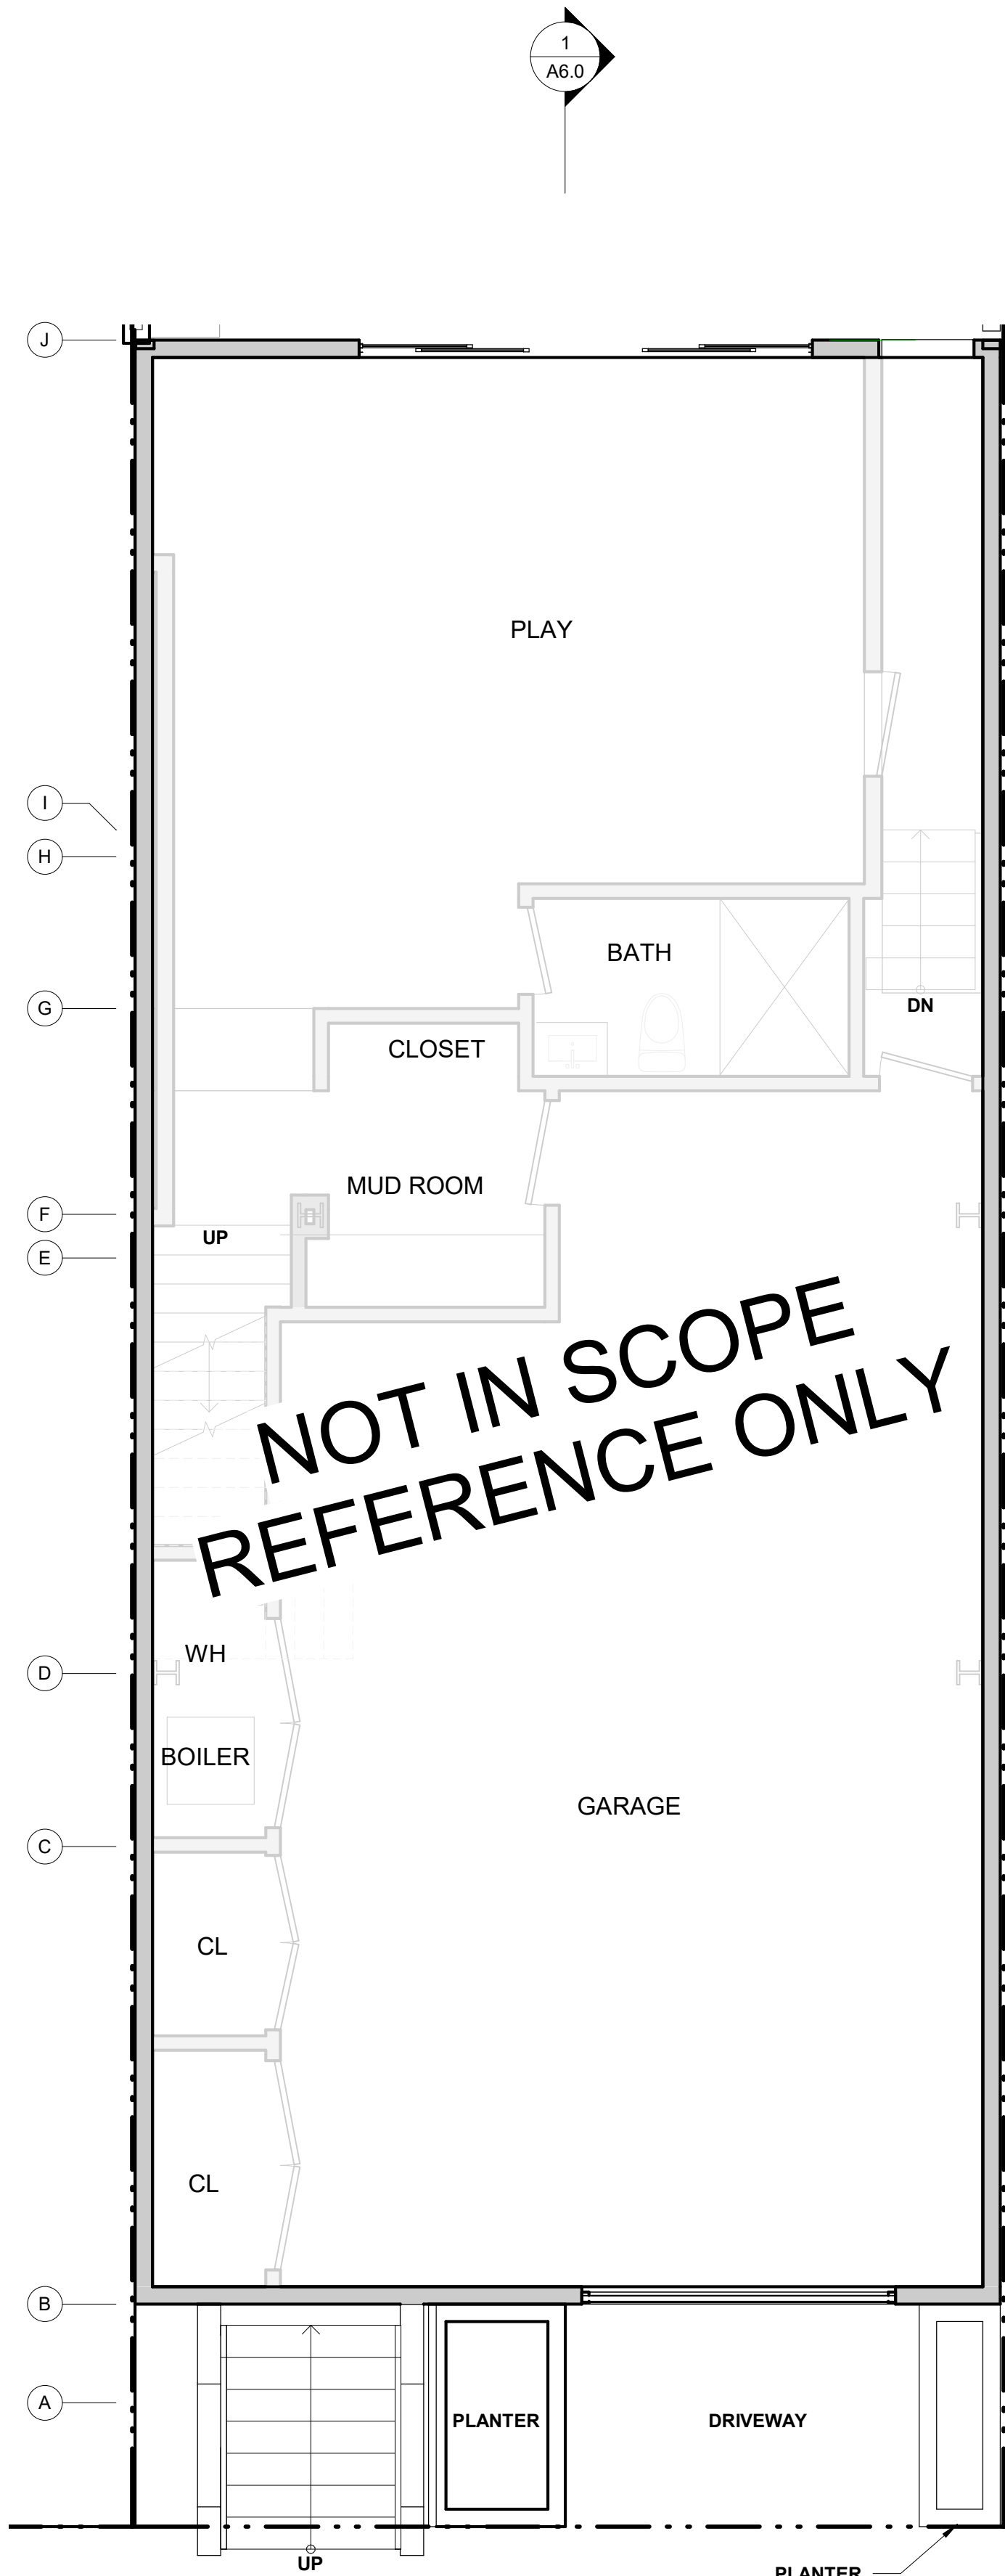 1
A6.0
J
PLAY
I
H
BATH
G
DN
CLOSET
MUD ROOM
F
UP
E
NOT IN SCOPE
REFERENCE ONLY
WH
D
BOILER
GARAGE
C
CL
CL
B
A
PLANTER
DRIVEWAY
UP
PLANTER